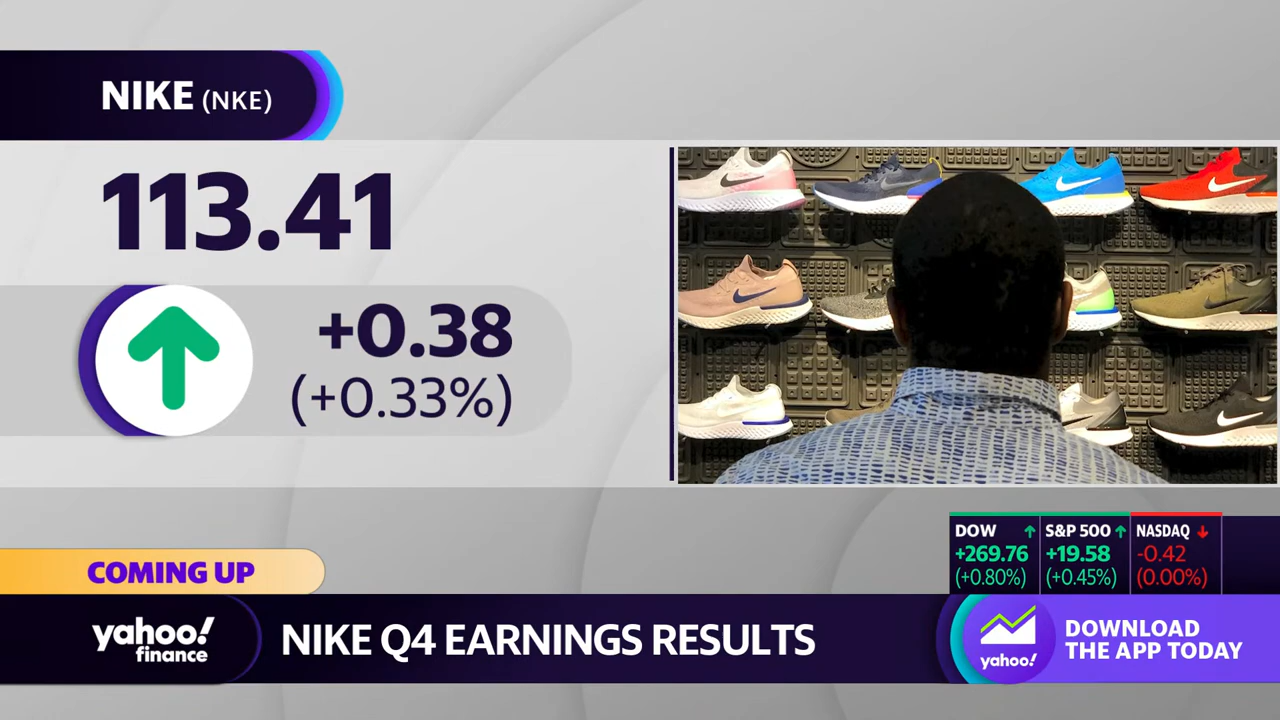 NIKE (NKE)
113.41
+0.38
(+0.33%)
DOW
+269.76
(+0.80%)
S&P 500
+19.58
(+0.45%)
NASDAQ
-0.42
(0.00%)
COMING UP
yahoo!
finance
NIKE Q4 EARNINGS RESULTS
yahoo!
DOWNLOAD
THE APP TODAY